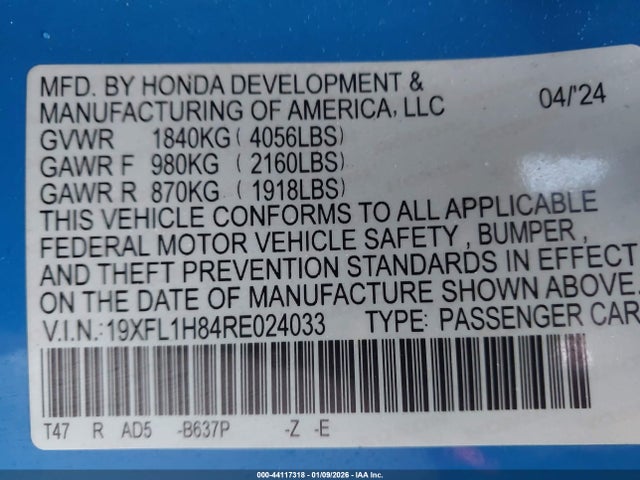 MFD. BY HONDA DEVELOPMENT &
MANUFACTURING OF AMERICA, LLC 04/'24
GVWR 1840KG ( 4056LBS)
GAWR F 980KG ( 2160LBS)
GAWR R 870KG ( 1918LBS)
THIS VEHICLE CONFORMS TO ALL APPLICABLE
FEDERAL MOTOR VEHICLE SAFETY , BUMPER ,
AND THEFT PREVENTION STANDARDS IN EFFECT
ON THE DATE OF MANUFACTURE SHOWN ABOVE.
V.I.N.:19XFL1H84RE024033 TYPE: PASSENGER CAR
T47 R AD5 -B637P -Z -E
000-44117318 - 01/09/2026 - IAA Inc.